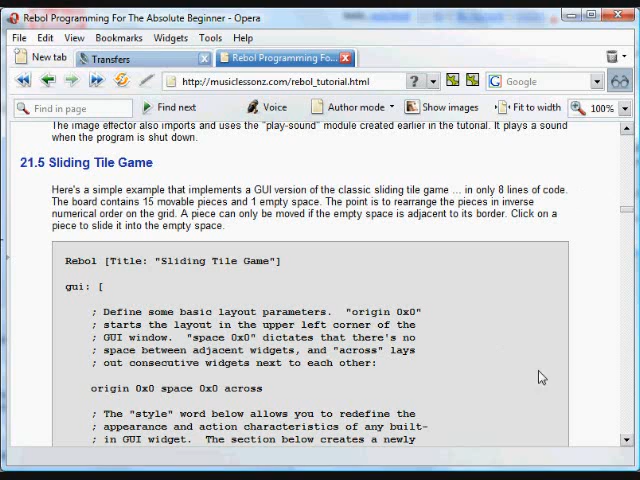 Rebol Programming For The Absolute Beginner - Opera
File Edit View Bookmarks Widgets Tools Help
New tab Transfers Rebol Programming Fo...
http://musiclessonz.com/rebol_tutorial.html ? Google
Find in page Find next Voice Author mode Show images Fit to width 100%
The image effector also imports and uses the "play-sound" module created earlier in the tutorial. It plays a sound
when the program is shut down.
21.5 Sliding Tile Game
Here's a simple example that implements a GUI version of the classic sliding tile game ... in only 8 lines of code.
The board contains 15 movable pieces and 1 empty space. The point is to rearrange the pieces in inverse
numerical order on the grid. A piece can only be moved if the empty space is adjacent to its border. Click on a
piece to slide it into the empty space.
Rebol [Title: "Sliding Tile Game"]
gui: [
; Define some basic layout parameters. "origin 0x0"
; starts the layout in the upper left corner of the
; GUI window. "space 0x0" dictates that there's no
; space between adjacent widgets, and "across" lays
; out consecutive widgets next to each other:
origin 0x0 space 0x0 across
; The "style" word below allows you to redefine the
; appearance and action characteristics of any built-
; in GUI widget. The section below creates a newly